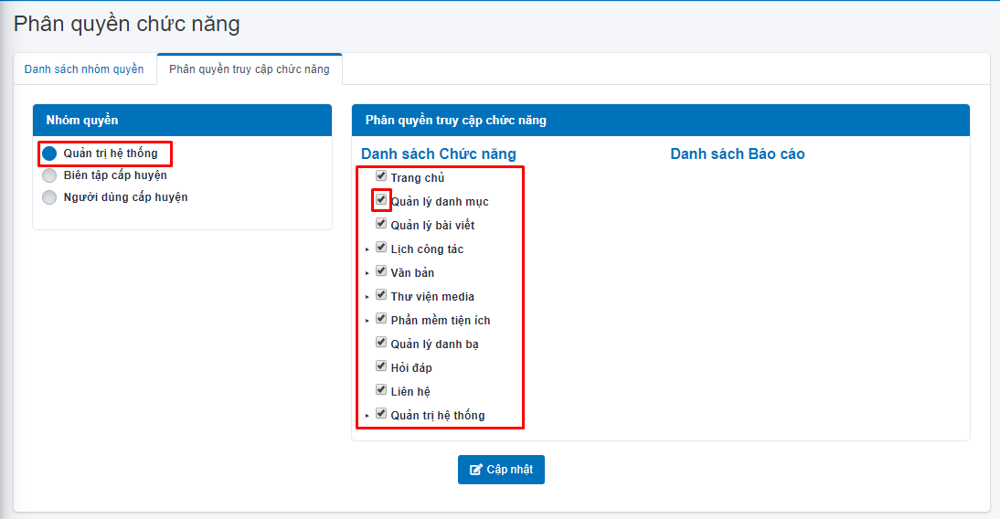 Phân quyền chức năng
Danh sách nhóm quyền
Phân quyền truy cập chức năng
Nhóm quyền
Quản trị hệ thống
Biên tập cấp huyện
Người dùng cấp huyện
Phân quyền truy cập chức năng
Danh sách Chức năng
Danh sách Báo cáo
Trang chủ
Quản lý danh mục
Quản lý bài viết
Lịch công tác
Văn bản
Thư viện media
Phần mềm tiện ích
Quản lý danh bạ
Hỏi đáp
Liên hệ
Quản trị hệ thống
Cập nhật